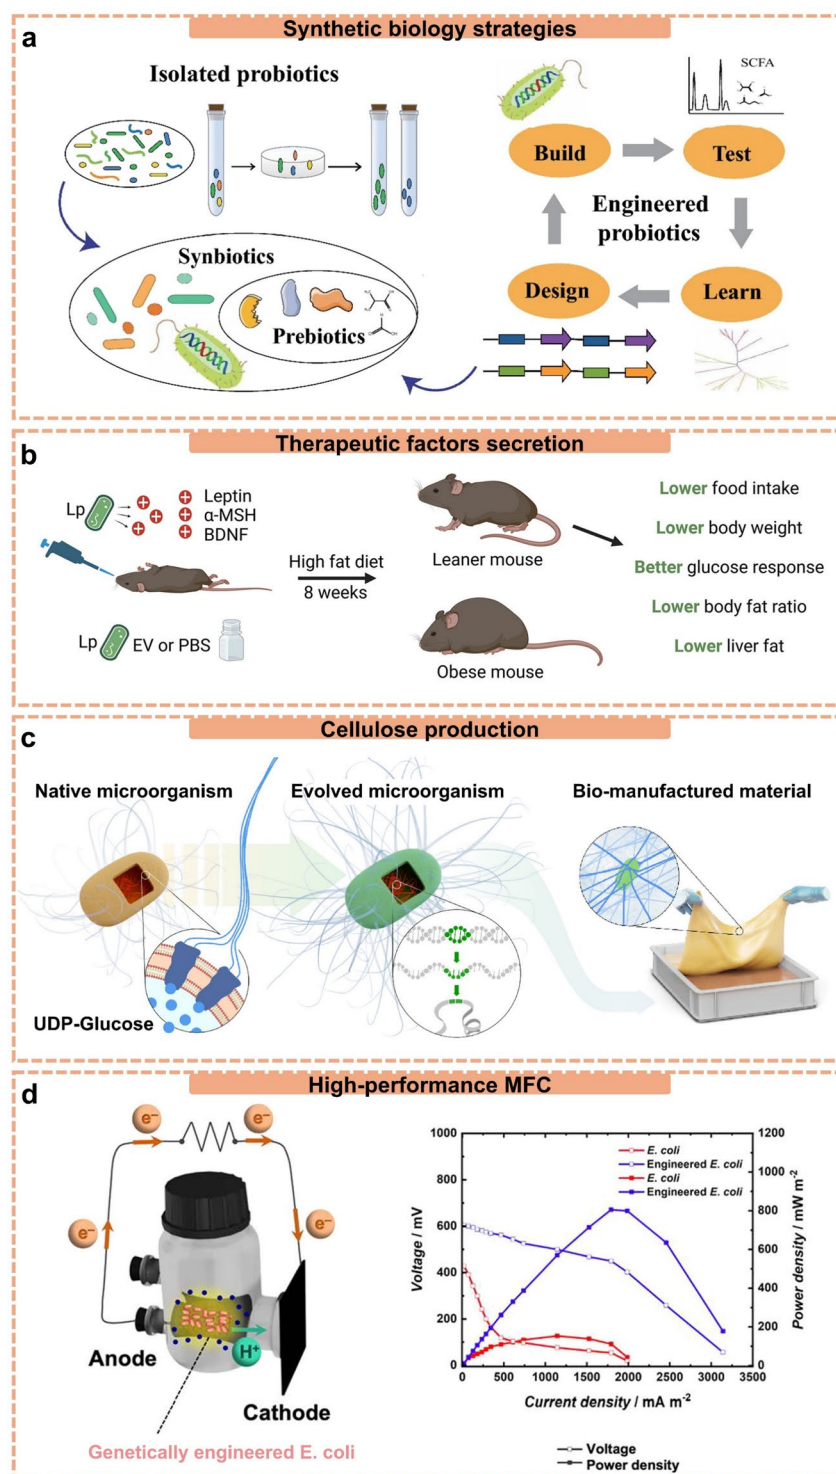 a
Synthetic biology strategies
Isolated probiotics
SCFA
Build
Test
Engineered
probiotics
Synbiotics
Prebiotics
Design
Learn
b
Therapeutic factors secretion
Lp
Leptin
α-MSH
BDNF
High fat diet
8 weeks
Lp
EV or PBS
Leaner mouse
Obese mouse
Lower food intake
Lower body weight
Better glucose response
Lower body fat ratio
Lower liver fat
c
Cellulose production
Native microorganism
Evolved microorganism
Bio-manufactured material
UDP-Glucose
d
High-performance MFC
e⁻
e⁻
e⁻
e⁻
Anode
H⁺
Cathode
Genetically engineered E. coli
1000
800
600
400
200
0
Voltage / mV
1200
1000
800
600
400
200
0
Power density / mW m⁻²
E. coli
Engineered E. coli
E. coli
Engineered E. coli
0 500 1000 1500 2000 2500 3000 3500
Current density / mA m⁻²
Voltage
Power density